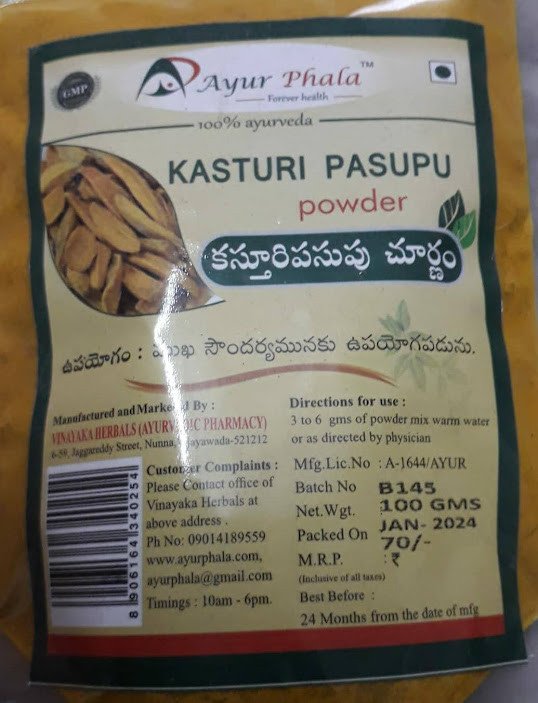 GMP
Ayur Phala™
Forever health
100% ayurveda
KASTURI PASUPU
powder
కస్తూరిపసుపు చూర్ణం
ఉపయోగం : ముఖ సౌందర్యమునకు ఉపయోగపడును.
Manufactured and Marketed By :
VINAYAKA HERBALS (AYURVEDIC PHARMACY)
6-59, Jaggareddy Street, Nunna, Vijayawada-521212
Customer Complaints :
Please Contact office of
Vinayaka Herbals at
above address .
Ph No: 09014189559
www.ayurphala.com,
ayurphala@gmail.com
Timings : 10am - 6pm.
8 906164 340254
Directions for use :
3 to 6 gms of powder mix warm water
or as directed by physician
Mfg.Lic.No : A-1644/AYUR
Batch No B145
Net.Wgt. 100 GMS
Packed On JAN- 2024
M.R.P. : ₹ 70/-
(Inclusive of all taxes)
Best Before :
24 Months from the date of mfg